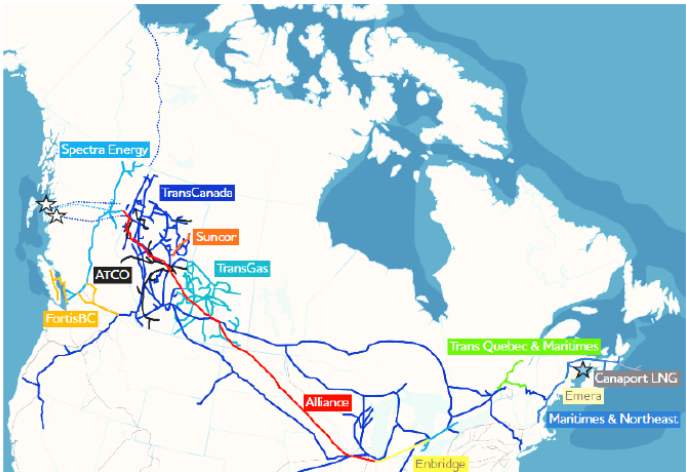 Spectra Energy
TransCanada
Suncor
ATCO
TransGas
FortisBC
Trans Quebec & Maritimes
Canaport LNG
Emera
Alliance
Maritimes & Northeast
Enbridge